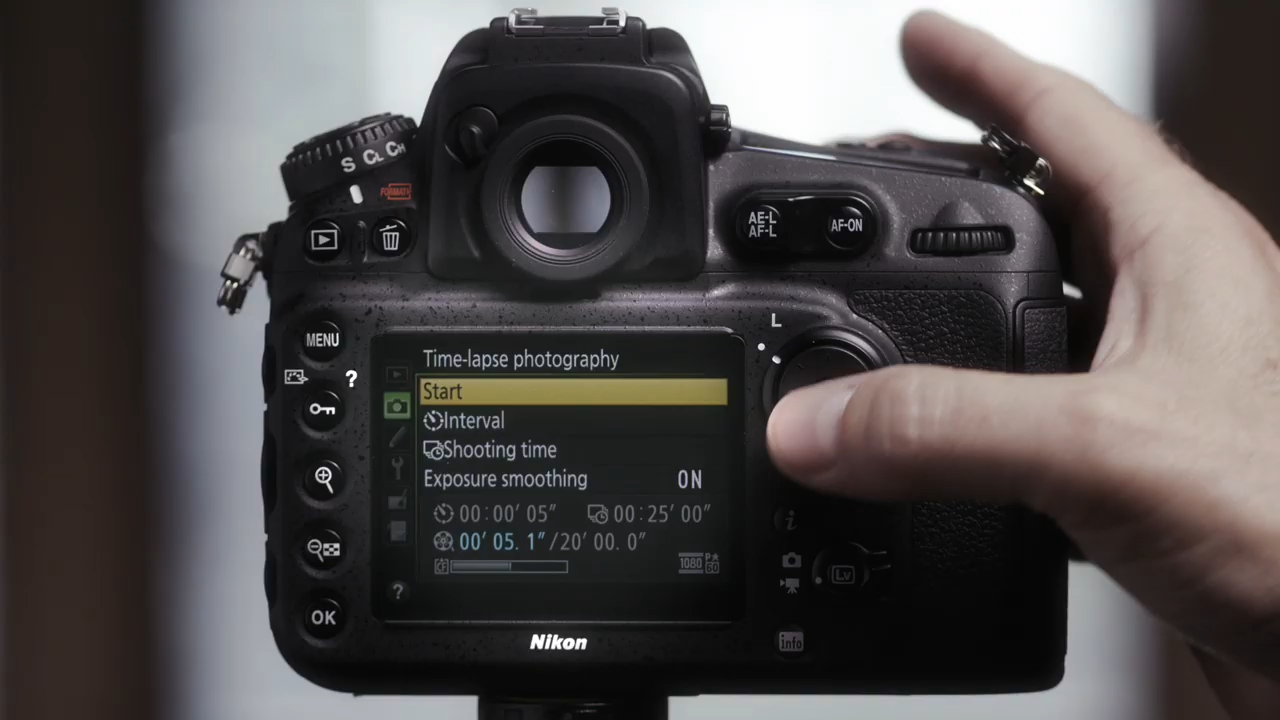 S CL CH
FORMAT
AE-L
AF-L
AF-ON
L
MENU
?
Time-lapse photography
Start
Interval
Shooting time
Exposure smoothing ON
00:00' 05" 00:25' 00"
00' 05. 1"/20' 00. 0"
1080 60
?
i
Lv
OK
Nikon
info